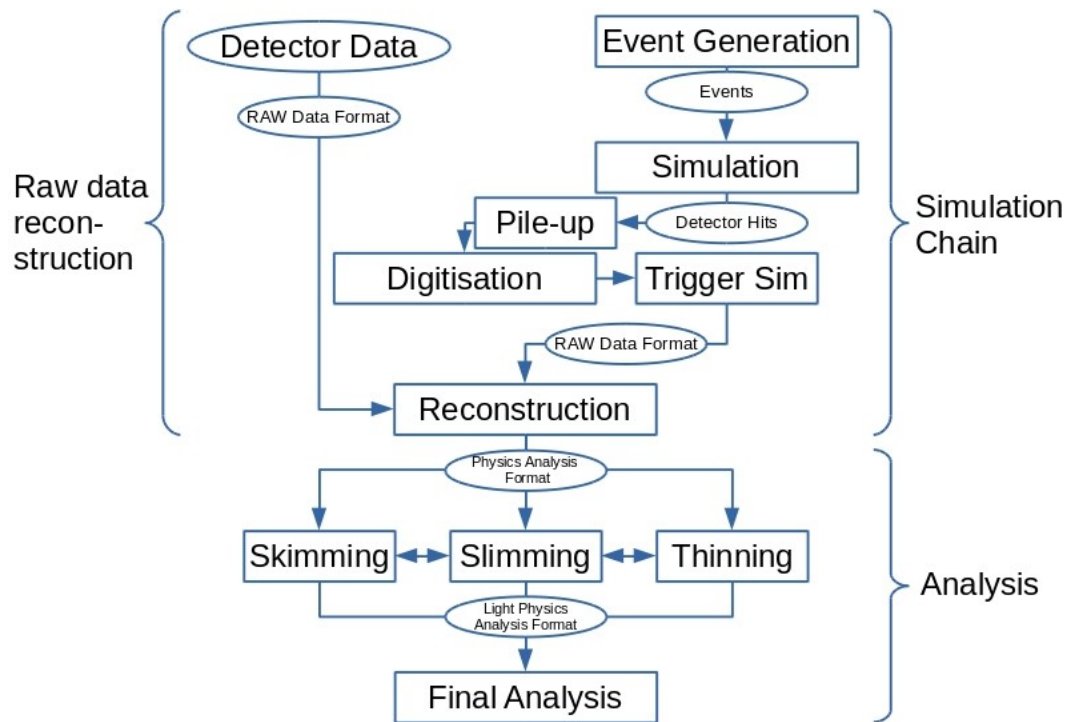 Detector Data
Event Generation
RAW Data Format
Events
Raw data
recon-
struction
Simulation
Simulation
Chain
Pile-up
Detector Hits
Digitisation
Trigger Sim
RAW Data Format
Reconstruction
Physics Analysis
Format
Skimming
Slimming
Thinning
Analysis
Light Physics
Analysis Format
Final Analysis